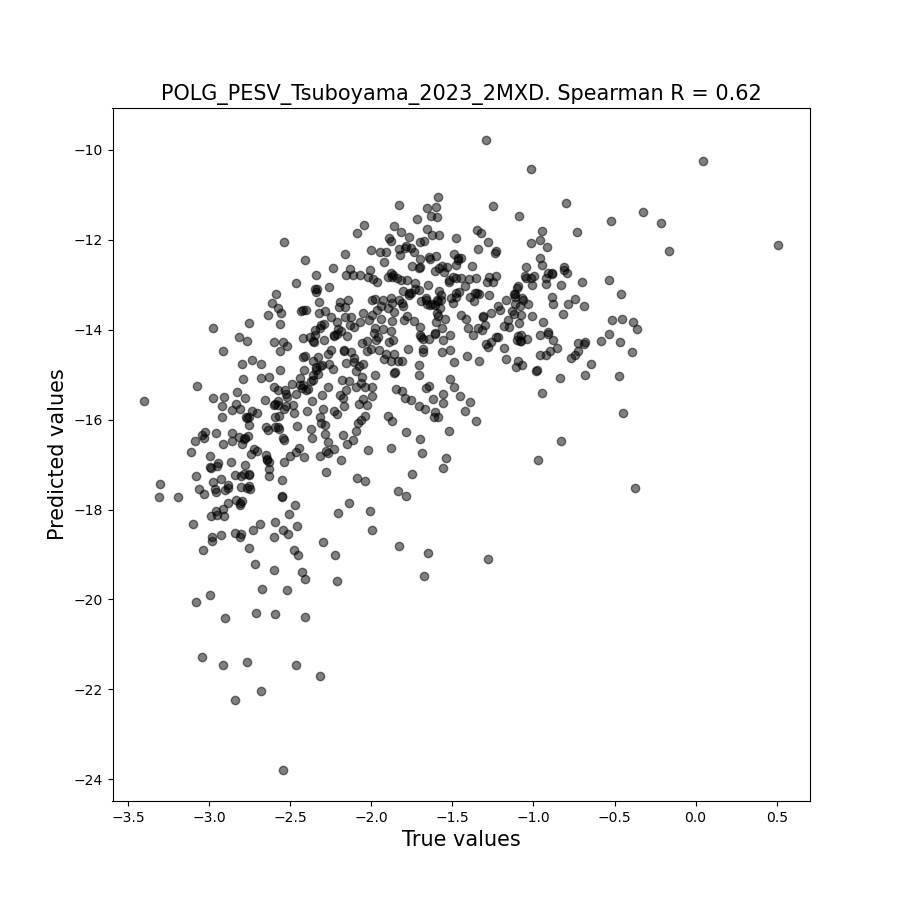 POLG_PESV_Tsuboyama_2023_2MXD. Spearman R = 0.62
−10
−12
−14
−16
−18
−20
−22
−24
Predicted values
−3.5 −3.0 −2.5 −2.0 −1.5 −1.0 −0.5 0.0 0.5
True values